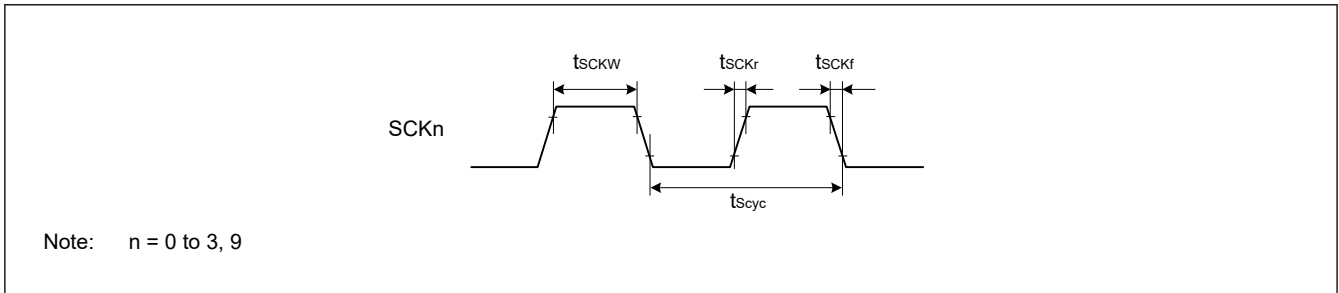 tSCKW tSCKr tSCKf
SCKn
tScyc
Note: n = 0 to 3, 9